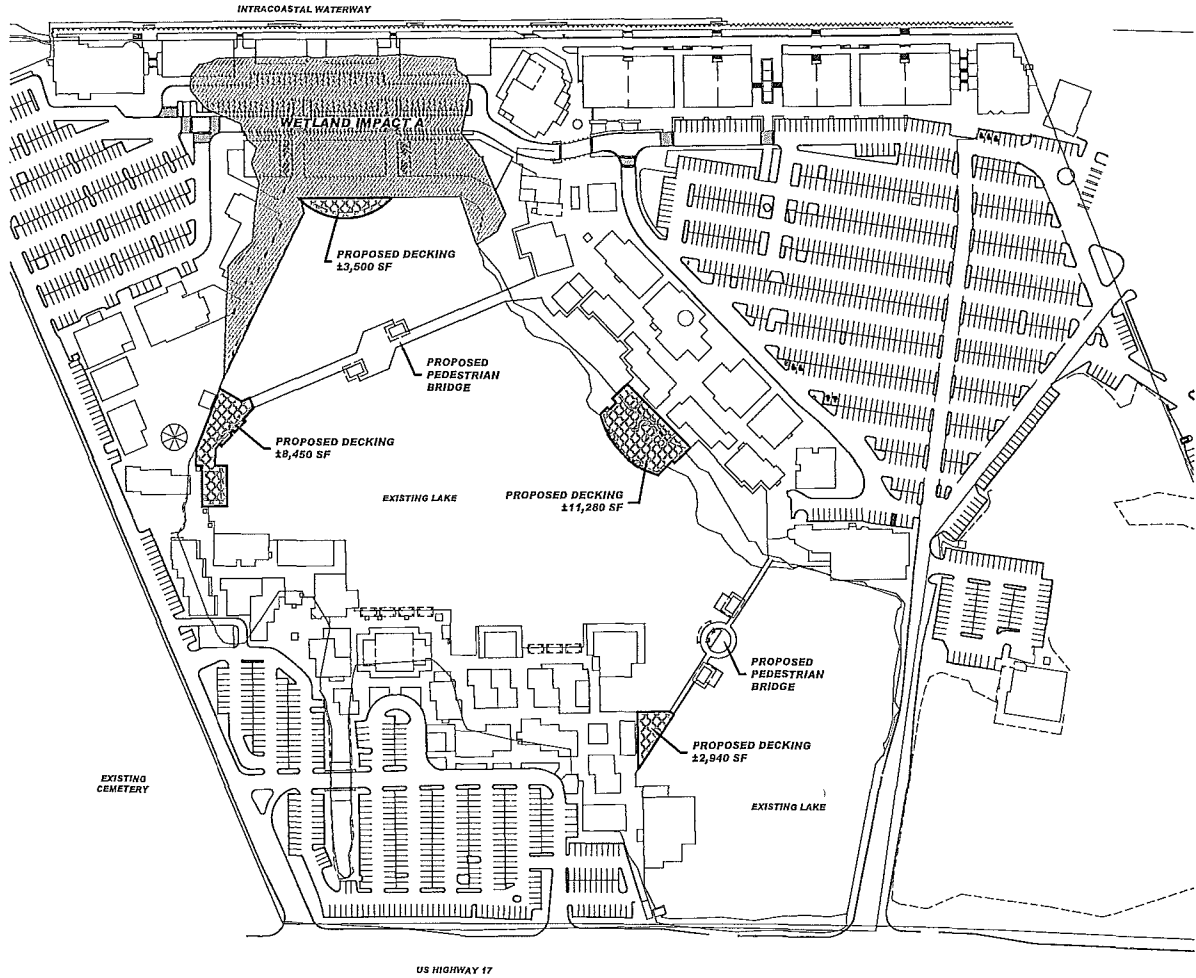 INTRACOASTAL WATERWAY
WETLAND IMPACT A
PROPOSED DECKING
±3,500 SF
PROPOSED
PEDESTRIAN
BRIDGE
PROPOSED DECKING
±8,450 SF
EXISTING LAKE
PROPOSED DECKING
±11,280 SF
PROPOSED
PEDESTRIAN
BRIDGE
PROPOSED DECKING
±2,940 SF
EXISTING
CEMETERY
EXISTING LAKE
US HIGHWAY 17